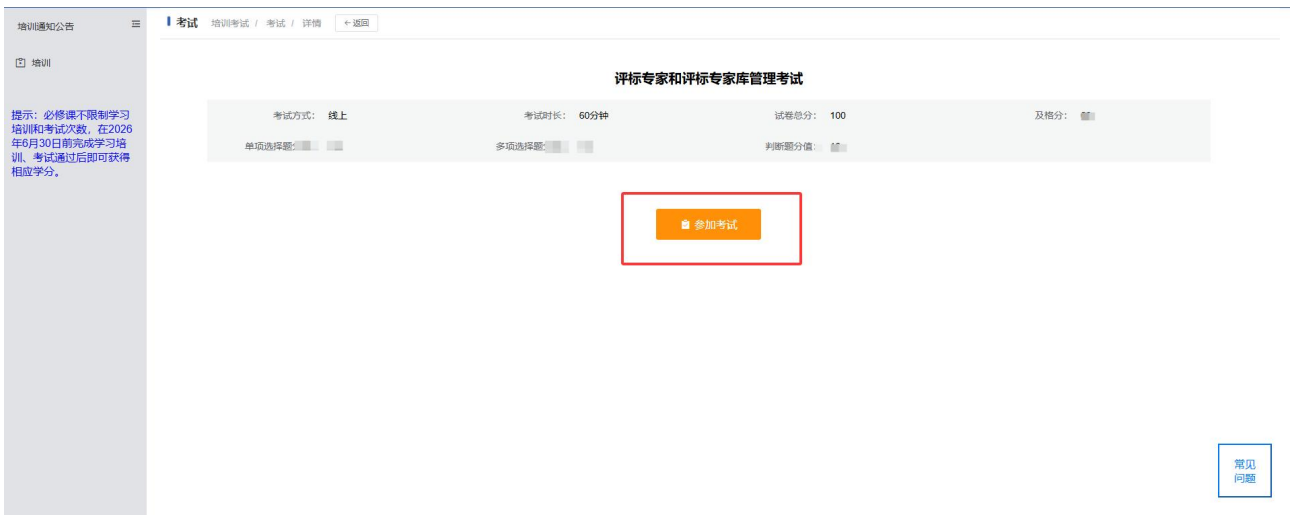 培训通知公告
考试 培训考试 / 考试 / 详情 ←返回
培训
提示：必修课不限制学习
培训和考试次数，在2026
年6月30日前完成学习培
训、考试通过后即可获得
相应学分。
评标专家和评标专家库管理考试
考试方式： 线上 考试时长： 60分钟 试卷总分： 100 及格分：
单项选择题 多项选择题 判断题分值：
参加考试
常见
问题